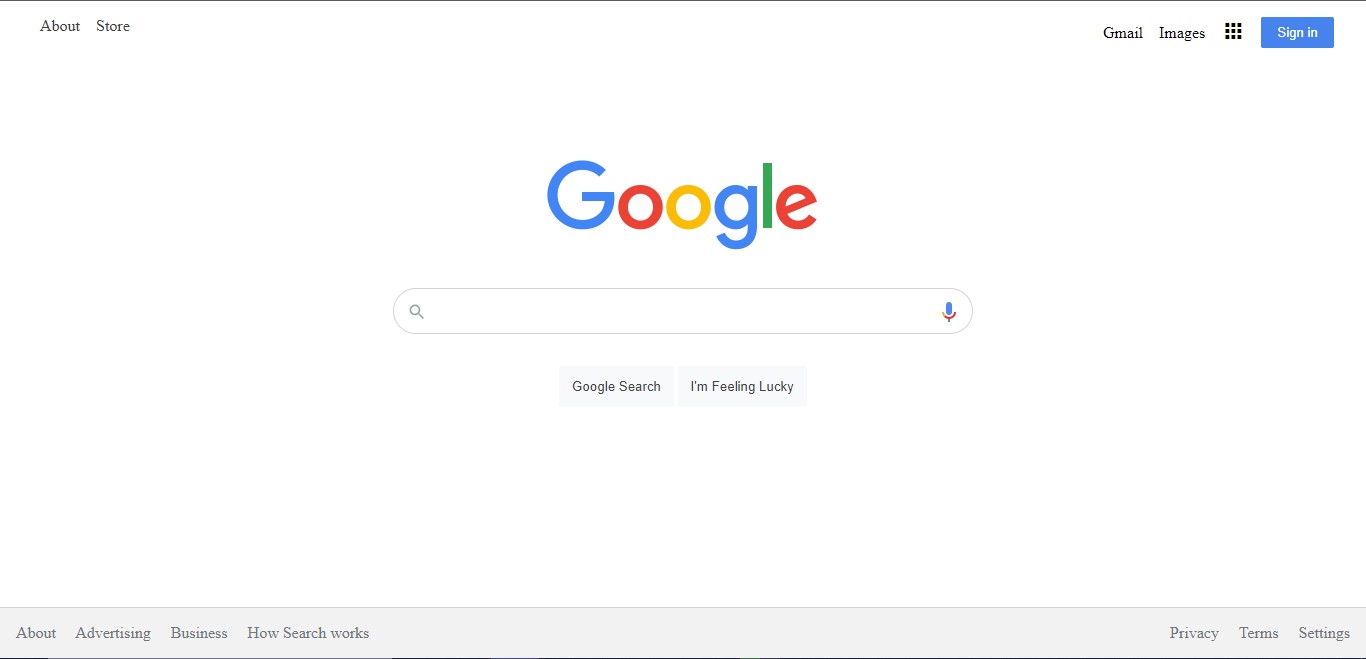 About Store
Gmail Images Sign in
Google
Google Search I'm Feeling Lucky
About Advertising Business How Search works
Privacy Terms Settings